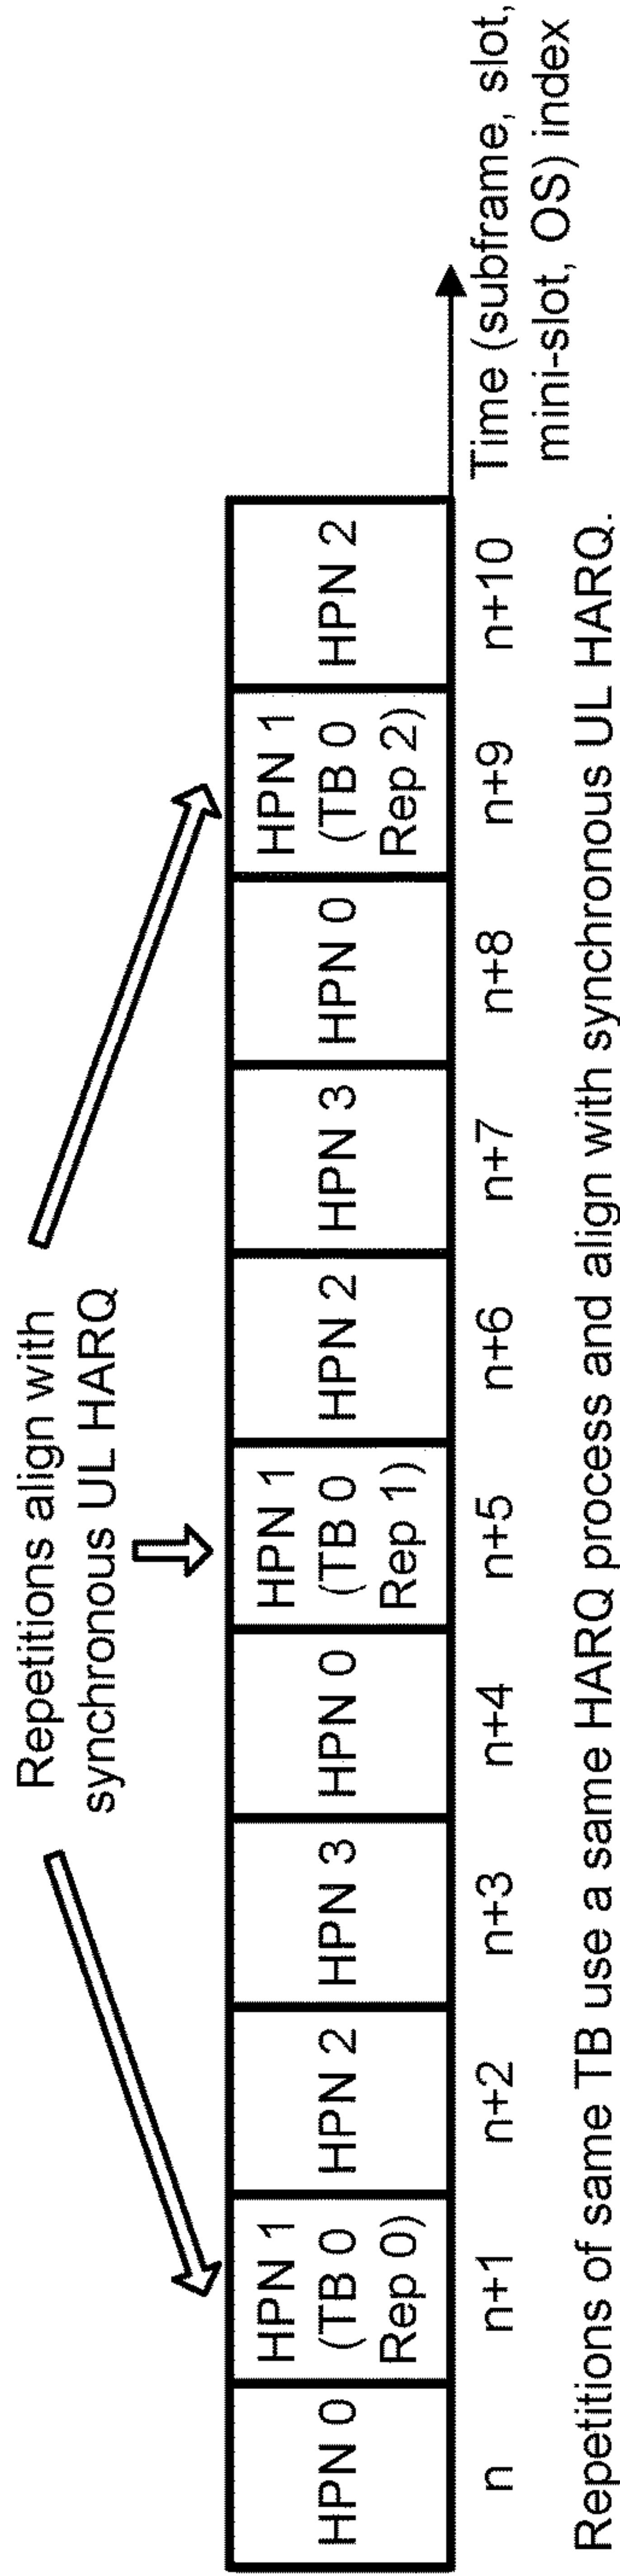 Repetitions align with
synchronous UL HARQ
HPN 0
HPN 1
(TB 0
Rep 0)
HPN 2
HPN 3
HPN 0
HPN 1
(TB 0
Rep 1)
HPN 2
HPN 3
HPN 0
HPN 1
(TB 0
Rep 2)
HPN 2
n n+1 n+2 n+3 n+4 n+5 n+6 n+7 n+8 n+9 n+10
Time (subframe, slot,
mini-slot, OS) index
Repetitions of same TB use a same HARQ process and align with synchronous UL HARQ.